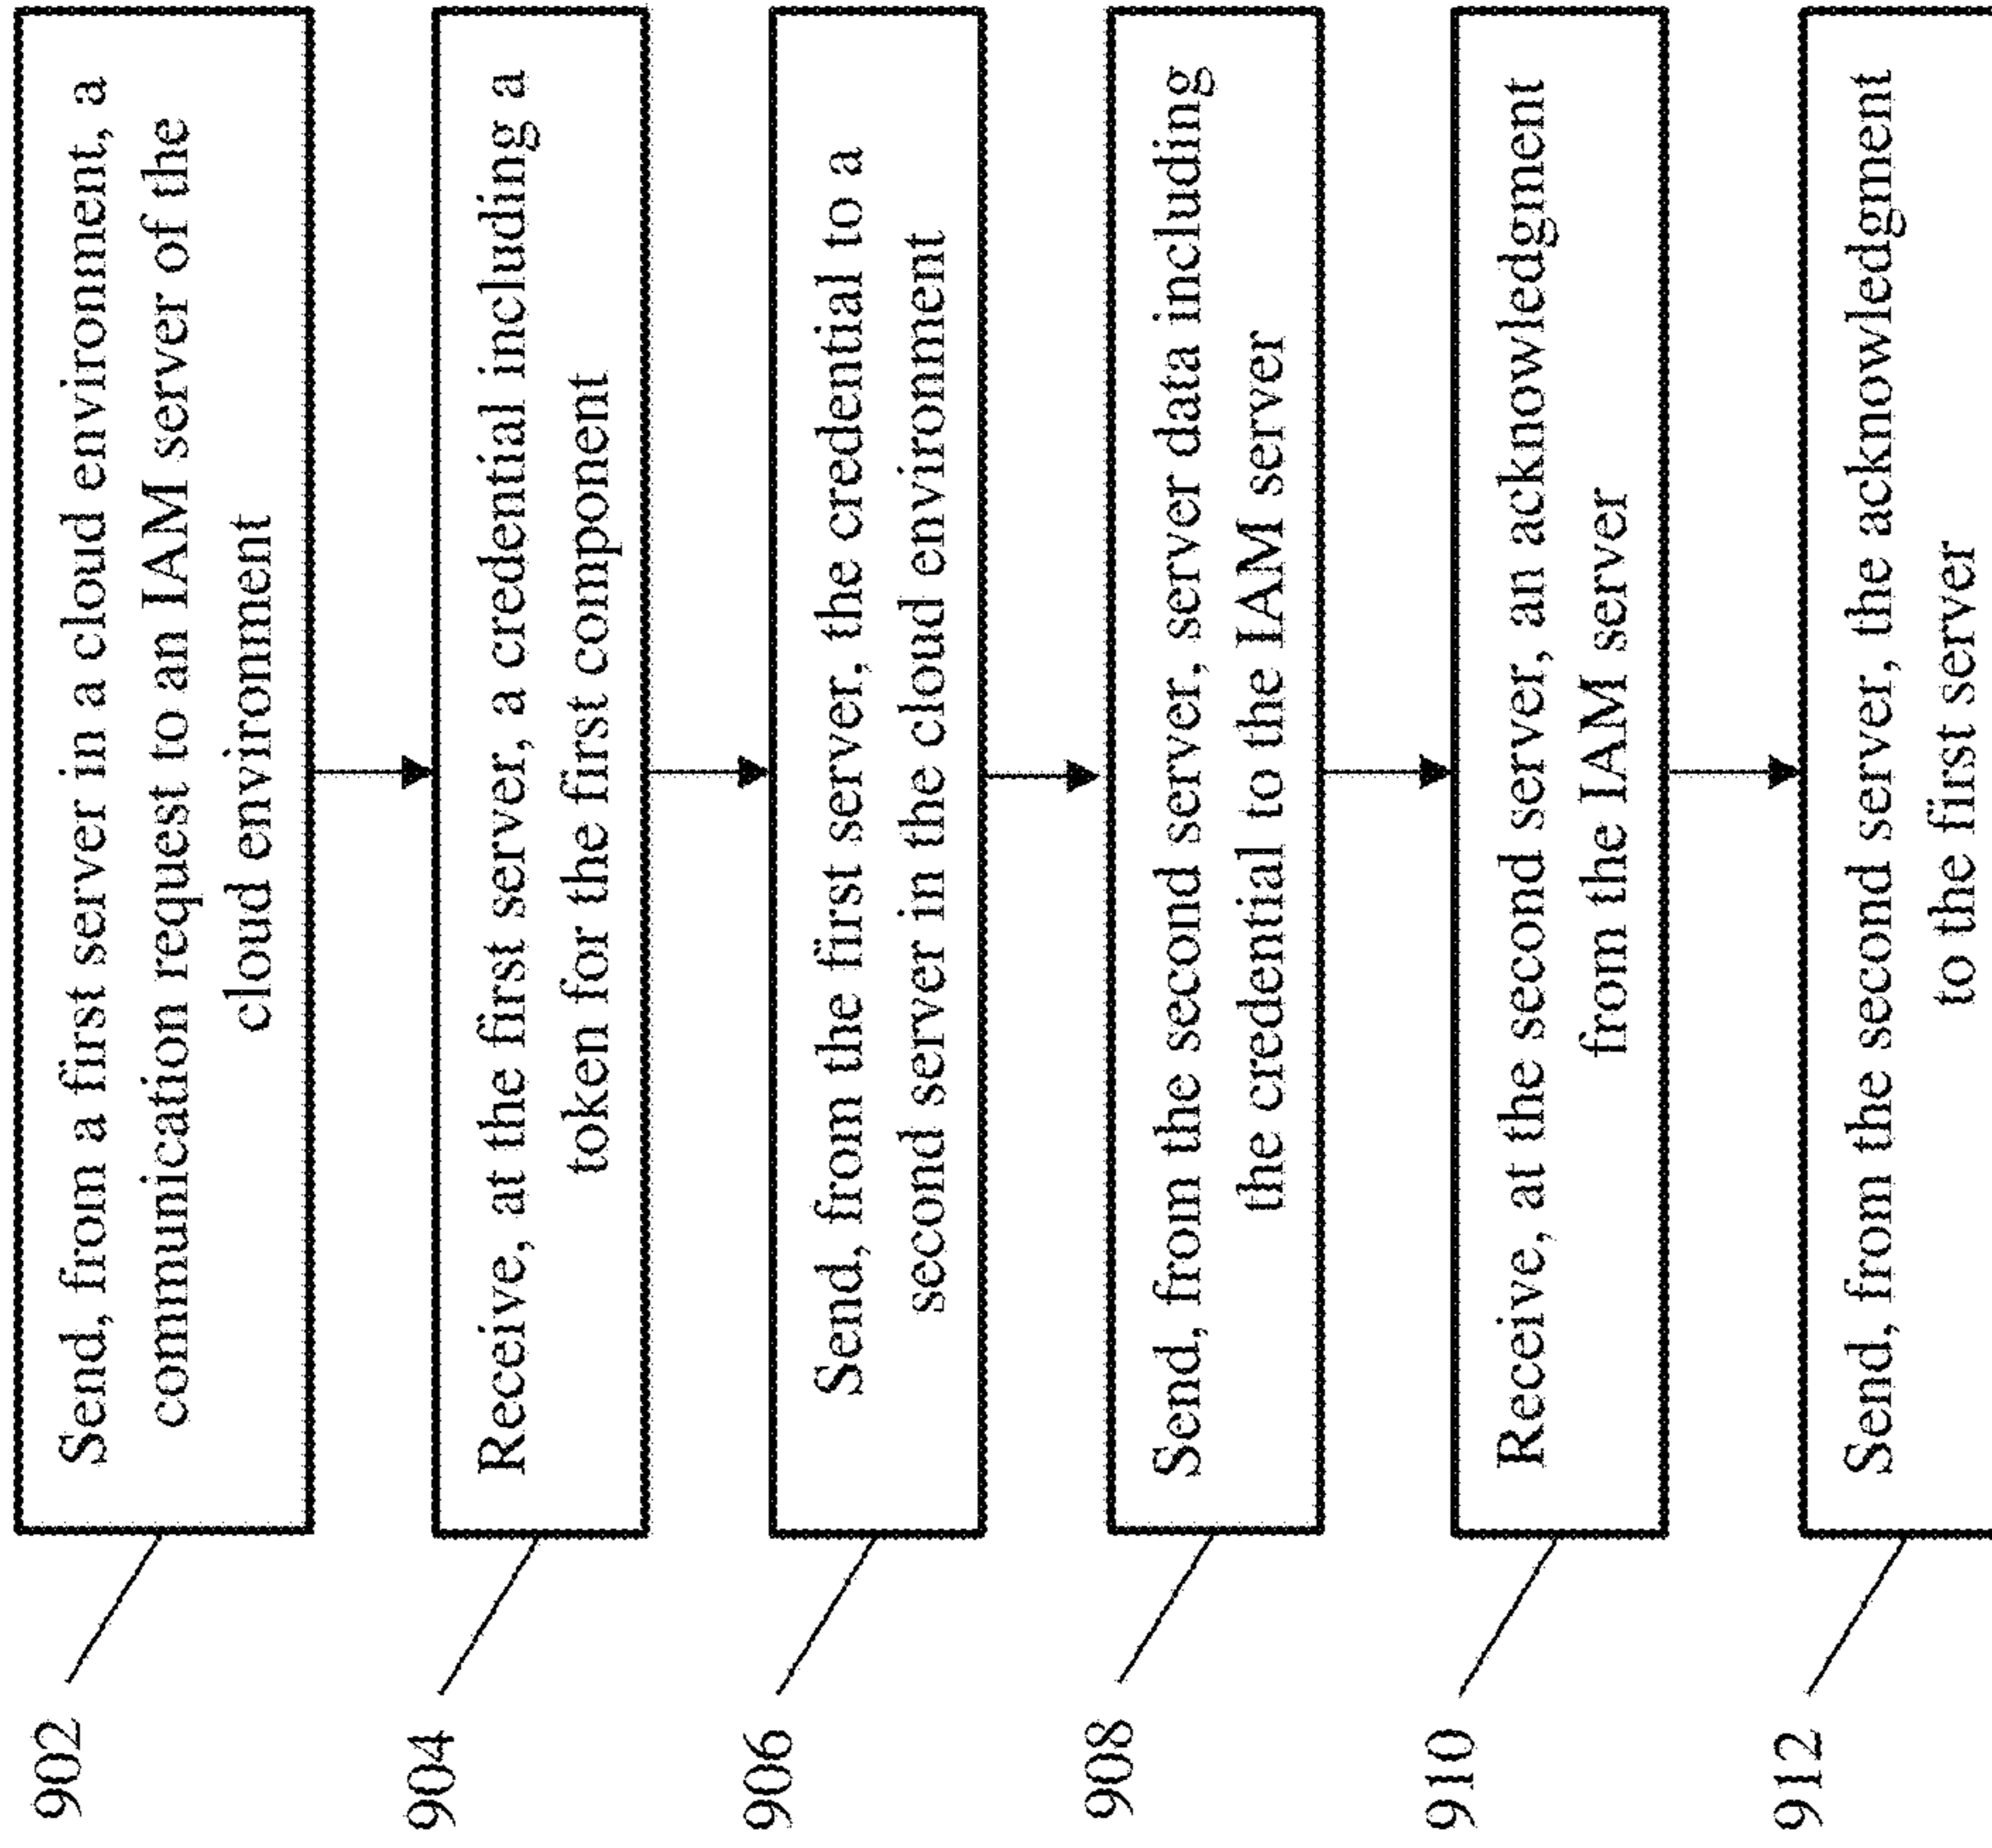 902
Send, from a first server in a cloud environment, a
communication request to an IAM server of the
cloud environment
904
Receive, at the first server, a credential including a
token for the first component
906
Send, from the first server, the credential to a
second server in the cloud environment
908
Send, from the second server, server data including
the credential to the IAM server
910
Receive, at the second server, an acknowledgment
from the IAM server
912
Send, from the second server, the acknowledgment
to the first server